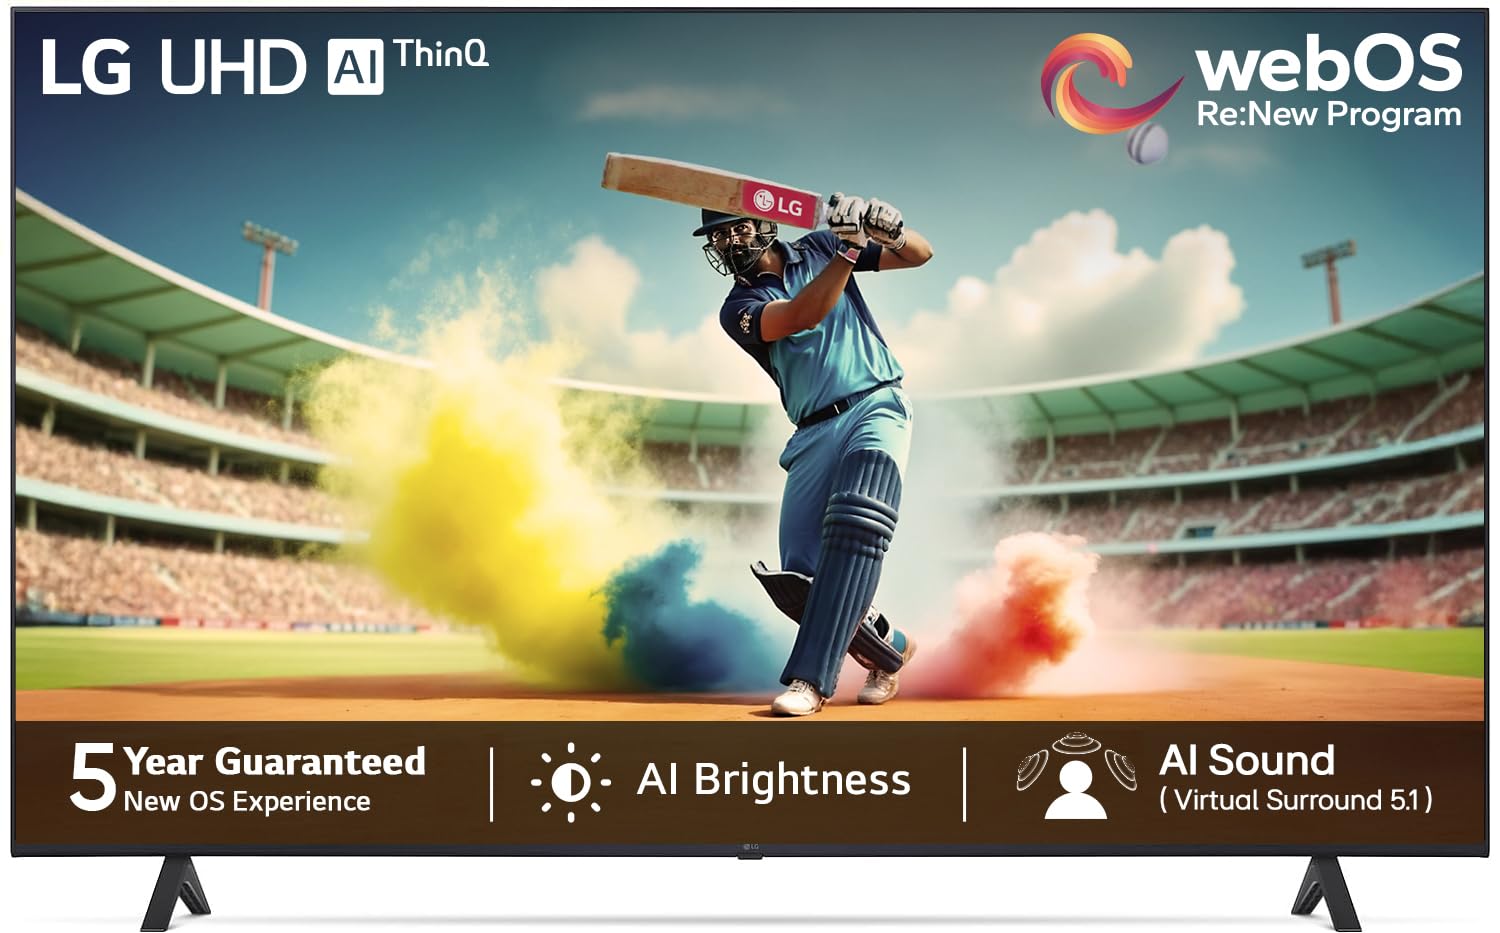 LG UHD AI ThinQ
webOS
Re:New Program
LG
5 Year Guaranteed
New OS Experience
AI Brightness
AI Sound
( Virtual Surround 5.1 )
LG